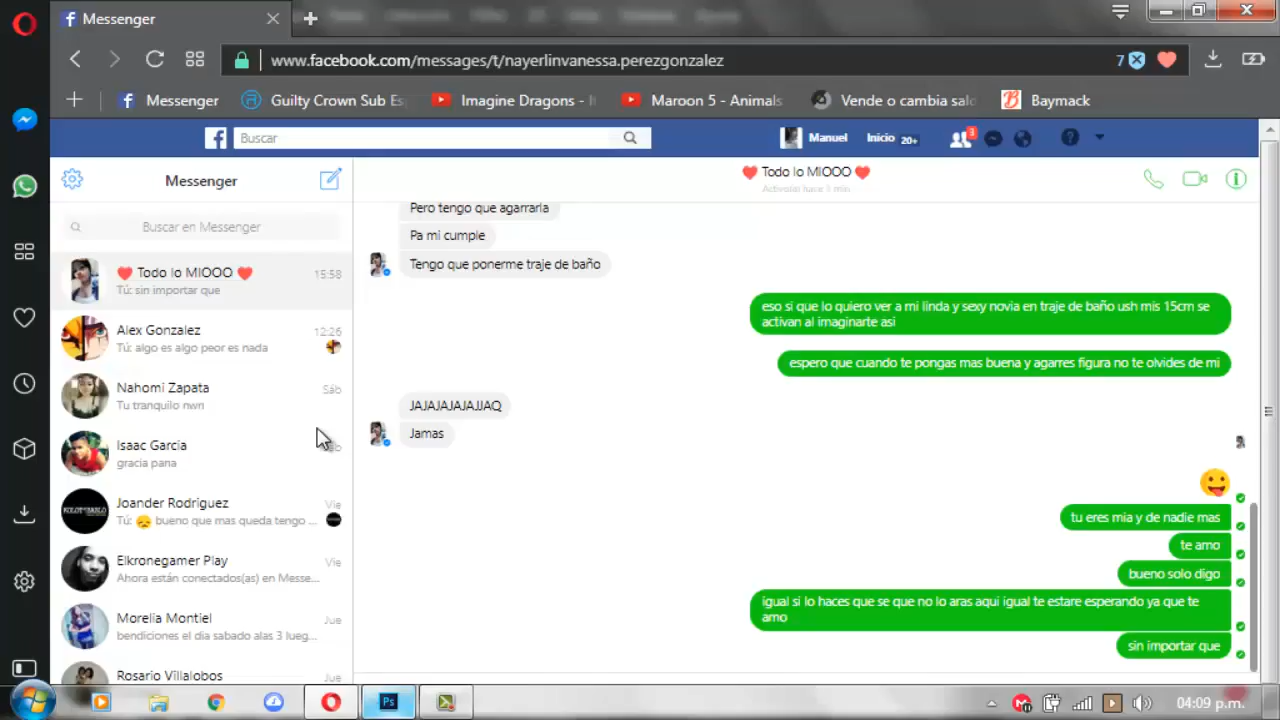 Messenger
www.facebook.com/messages/t/nayerlinvanessa.perezgonzalez
7
Messenger
Guilty Crown Sub Es
Imagine Dragons -
Maroon 5 - Animals
Vende o cambia sald
Baymack
Buscar
Manuel
Inicio 20+
3
Messenger
Buscar en Messenger
Todo lo MIOOO
15:58
Tú: sin importar que
Alex Gonzalez
12:26
Tú: algo es algo peor es nada
Nahomi Zapata
Sáb
Tu tranquilo nwn
Isaac Garcia
gracia pana
Joander Rodriguez
Vie
Tú: bueno que mas queda tengo ...
Elkronegamer Play
Vie
Ahora están conectados(as) en Messe...
Morelia Montiel
Jue
bendiciones el dia sabado alas 3 lueg...
Rosario Villalobos
Jue
Todo lo MIOOO
Pero tengo que agarrarla
Pa mi cumple
Tengo que ponerme traje de baño
eso si que lo quiero ver a mi linda y sexy novia en traje de baño ush mis 15cm se
activan al imaginarte asi
espero que cuando te pongas mas buena y agarres figura no te olvides de mi
JAJAJAJAJAJJAQ
Jamas
tu eres mia y de nadie mas
te amo
bueno solo digo
igual si lo haces que se que no lo aras aqui igual te estare esperando ya que te
amo
sin importar que
Ps
04:09 p.m.